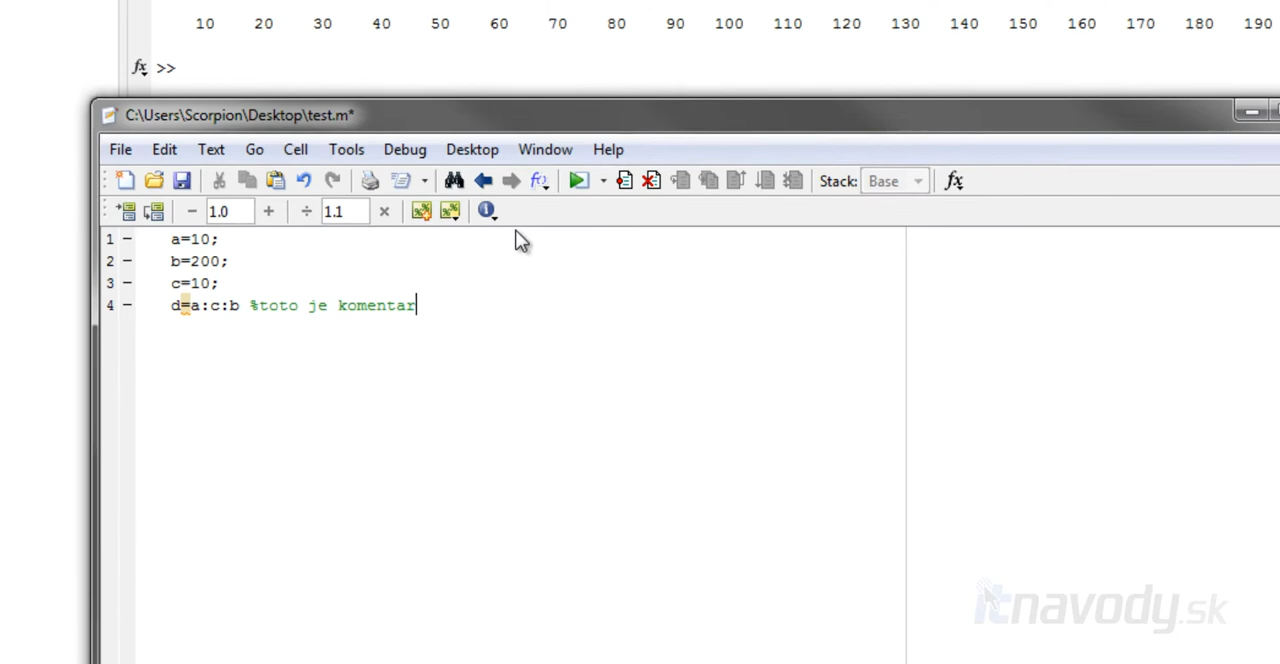 10 20 30 40 50 60 70 80 90 100 110 120 130 140 150 160 170 180 190
fx >>
C:\Users\Scorpion\Desktop\test.m*
File Edit Text Go Cell Tools Debug Desktop Window Help
Stack: Base fx
− 1.0 + ÷ 1.1 ×
1 – a=10;
2 – b=200;
3 – c=10;
4 – d=a:c:b %toto je komentar
itnavody.sk